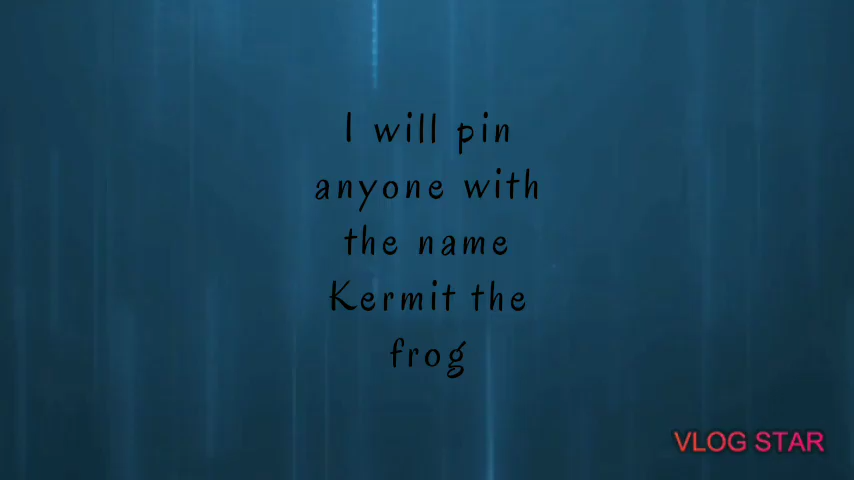 I will pin
anyone with
the name
Kermit the
frog
VLOG STAR